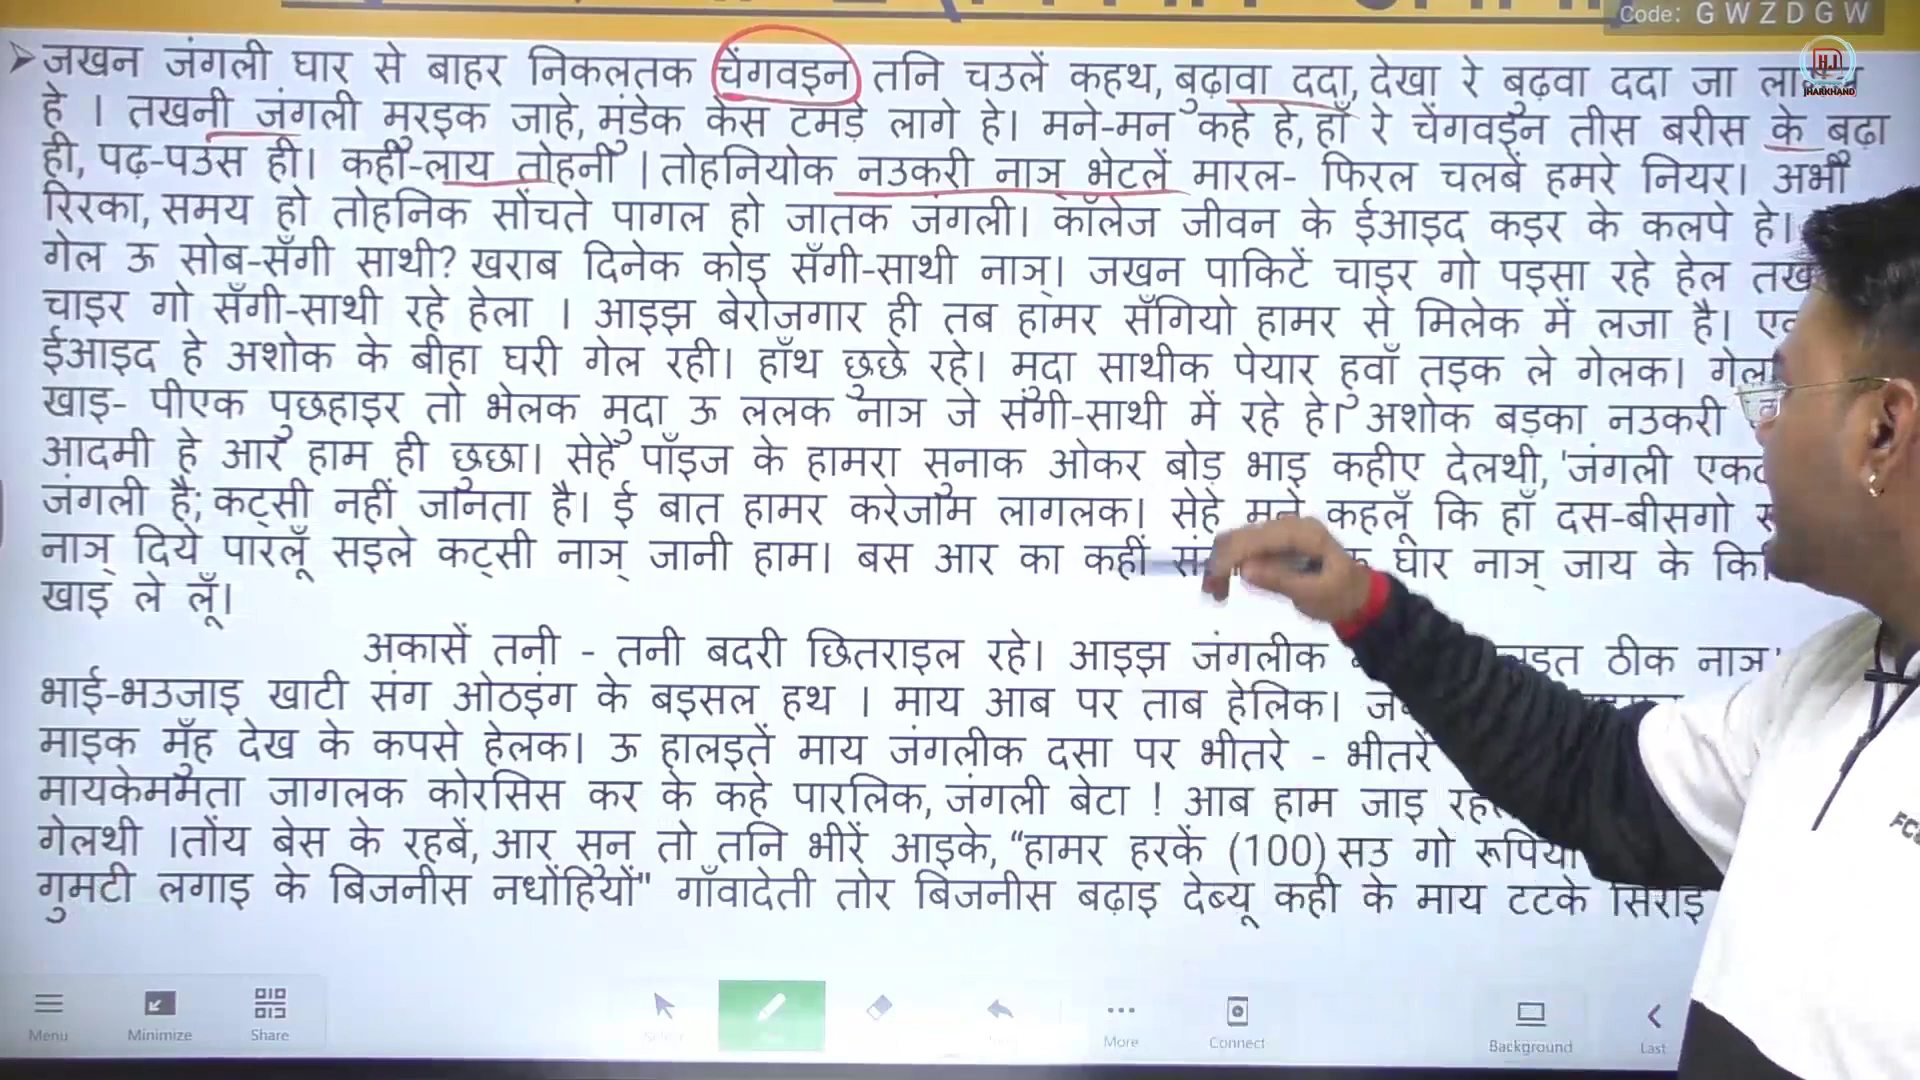 Code: G W Z D G W
H.J JHARKHAND
➤जखन जंगली घार से बाहर निकलतक चेंगवइन तनि चउलें कहथ, बुढ़ावा ददा, देखा रे बुढ़वा ददा जा
हे । तखनी जंगली मुरइक जाहे, मुंडेक केस टमड़े लागे हे। मने-मन कहे हे, हाँ रे चेंगवइन तीस बरीस के बढ़ा
ही, पढ़-पउस ही। कहीं-लाय तोहनी । तोहनियोक नउकरी नाञ भेटलें मारल- फिरल चलबें हमरे नियर। अभी
रिरका, समय हो तोहनिक सोंचते पागल हो जातक जंगली। कॉलेज जीवन के ईआइद कइर के कलपे हे।
गेल ऊ सोब-सँगी साथी? खराब दिनेक कोइ सँगी-साथी नाञ्। जखन पाकिटें चाइर गो पइसा रहे हेल
चाइर गो सँगी-साथी रहे हेला । आइझ बेरोजगार ही तब हामर सँगियो हामर से मिलेक में लजा है।
ईआइद हे अशोक के बीहा घरी गेल रही। हाँथ छुछे रहे। मुदा साथीक पेयार हुवाँ तइक ले गेलक।
खाइ- पीएक पुछहाइर तो भेलक मुदा ऊ ललक नाञ जे सँगी-साथी में रहे हे। अशोक बड़का नउकरी
आदमी हे आर हाम ही छुछा। सेहे पाँइज के हामरा सुनाक ओकर बोड़ भाइ कहीए देलथी, 'जंगली
जंगली है; कट्सी नहीं जानता है। ई बात हामर करेजाँम लागलक। सेहे मने कहलूँ कि हाँ दस-बीसगो
नाञ् दिये पारलूँ सइले कट्सी नाञ् जानी हाम। बस आर का कहीं घार नाञ् जाय के
खाइ ले लूँ।
अकासें तनी - तनी बदरी छितराइल रहे। आइझ जंगलीक ठीक नाञ
भाई-भउजाइ खाटी संग ओठइंग के बइसल हथ । माय आब पर ताब हेलिक।
माइक मुँह देख के कपसे हेलक। ऊ हालइतें माय जंगलीक दसा पर भीतरे - भीतरें
मायकेममता जागलक कोरसिस कर के कहे पारलिक, जंगली बेटा ! आब हाम जाइ
गेलथी ।तोंय बेस के रहबें, आर सुन तो तनि भीरें आइके, “हामर हरकें (100) सउ गो रूपिया
गुमटी लगाइ के बिजनीस नधोंहियों" गाँवादेती तोर बिजनीस बढ़ाइ देब्यू कही के माय टटके सिराइ
Menu Minimize Share More Connect Background Last